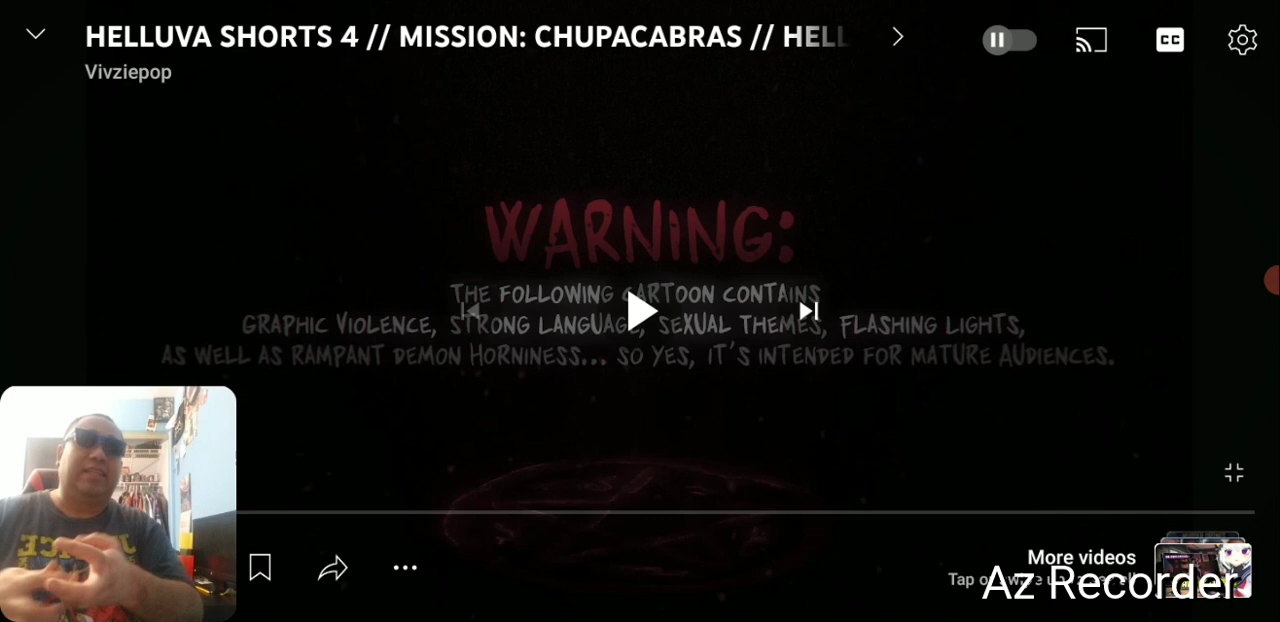 HELLUVA SHORTS 4 // MISSION: CHUPACABRAS // HELL
CC
Vivziepop
WARNING:
THE FOLLOWING CARTOON CONTAINS
GRAPHIC VIOLENCE, STRONG LANGUAGE, SEXUAL THEMES, FLASHING LIGHTS,
AS WELL AS RAMPANT DEMON HORNINESS... SO YES, IT'S INTENDED FOR MATURE AUDIENCES.
More videos
Tap or
Az Recorder